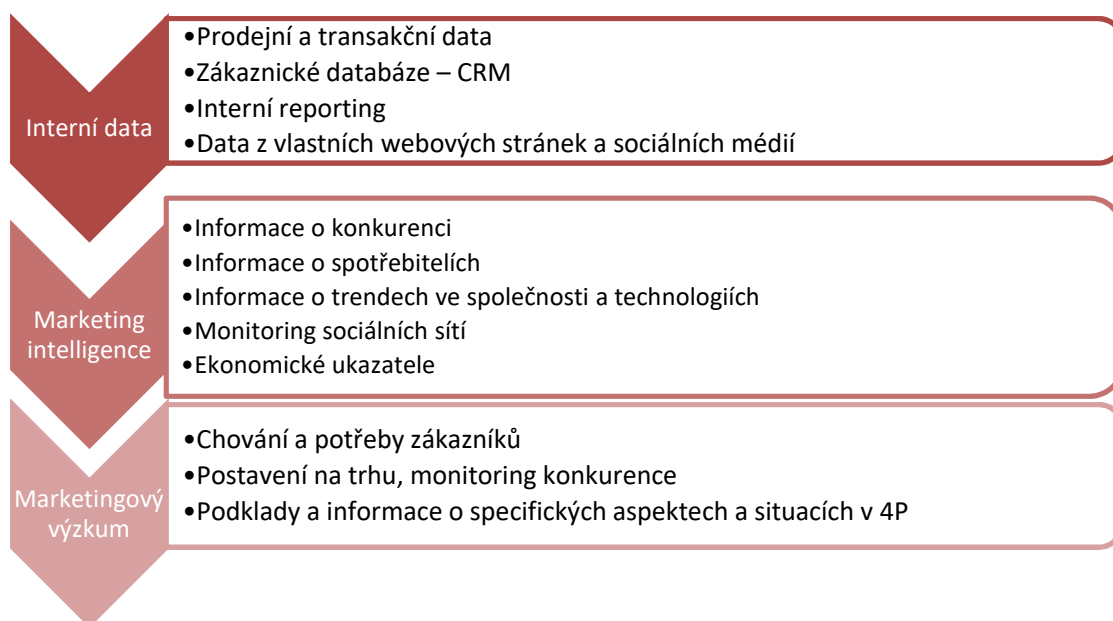 Interní data
•Prodejní a transakční data
•Zákaznické databáze – CRM
•Interní reporting
•Data z vlastních webových stránek a sociálních médií
Marketing
intelligence
•Informace o konkurenci
•Informace o spotřebitelích
•Informace o trendech ve společnosti a technologiích
•Monitoring sociálních sítí
•Ekonomické ukazatele
Marketingový
výzkum
•Chování a potřeby zákazníků
•Postavení na trhu, monitoring konkurence
•Podklady a informace o specifických aspektech a situacích v 4P